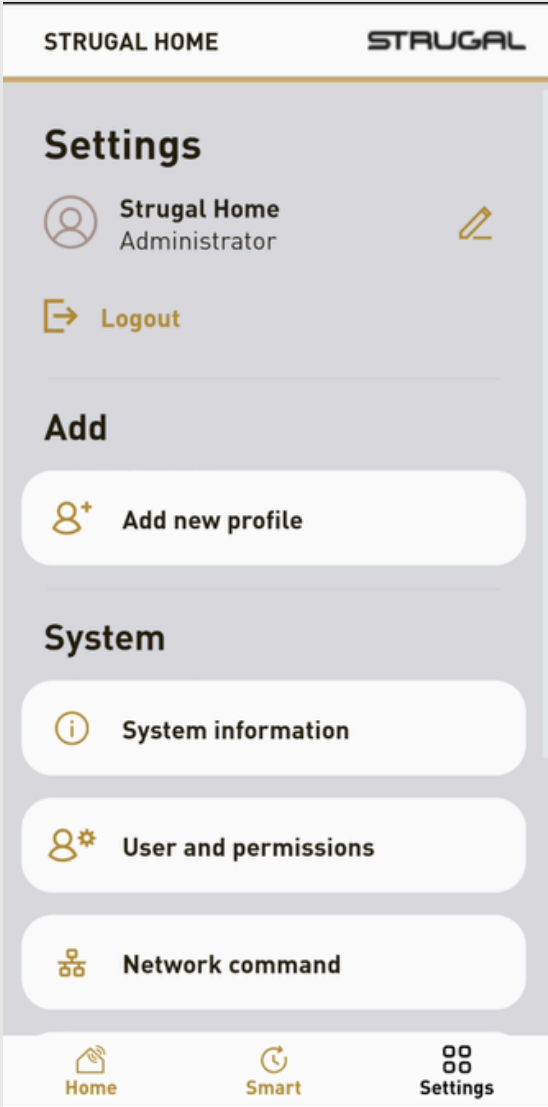 STRUGAL HOME
STRUGAL
Settings
Strugal Home
Administrator
Logout
Add
Add new profile
System
System information
User and permissions
Network command
Home
Smart
Settings